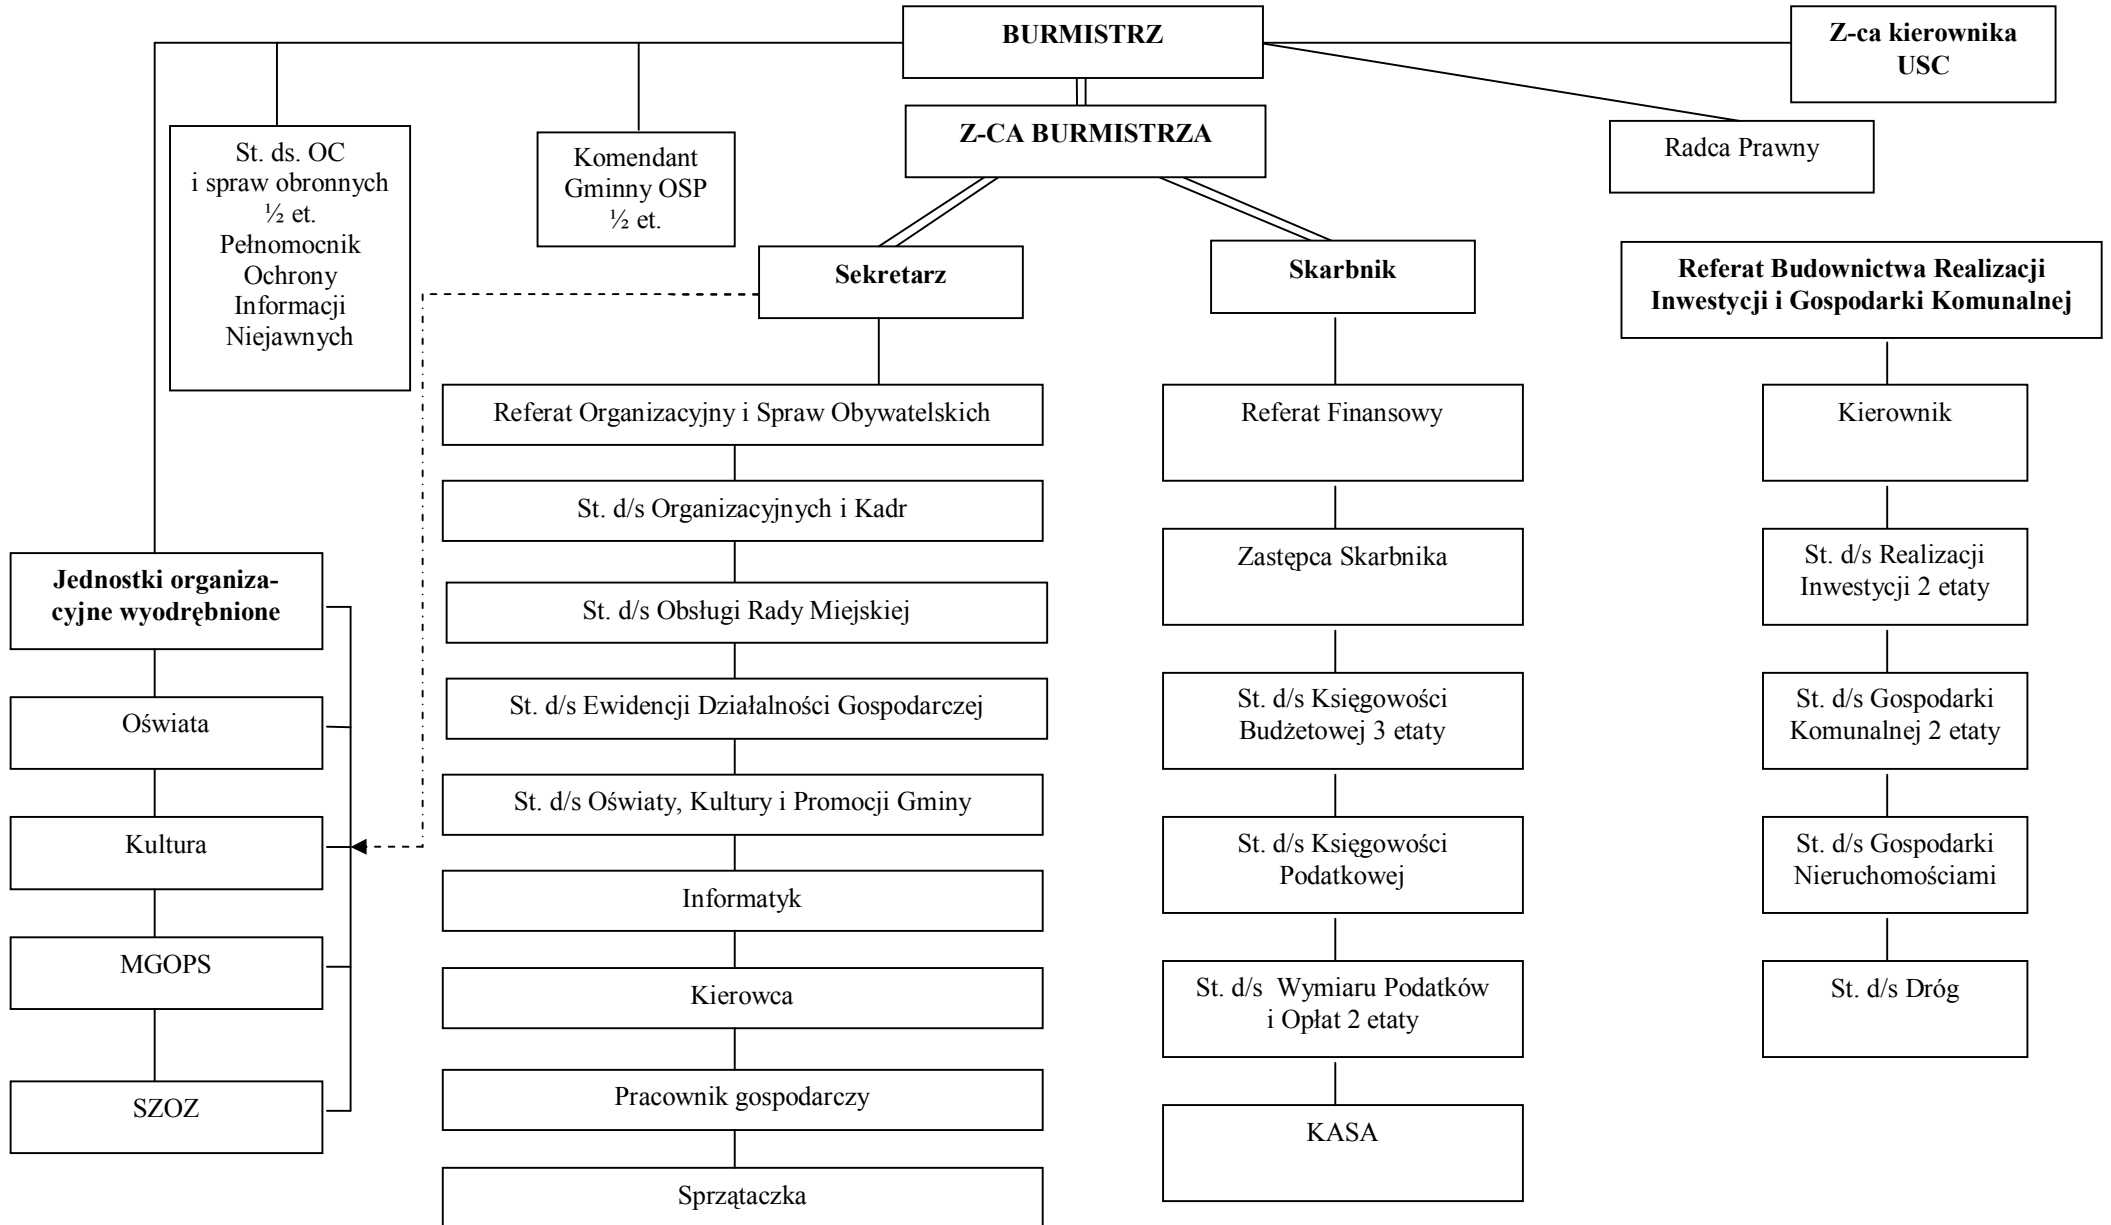 BURMISTRZ
Z-ca kierownika
USC
Z-CA BURMISTRZA
Radca Prawny
St. ds. OC
i spraw obronnych
½ et.
Pełnomocnik
Ochrony
Informacji
Niejawnych
Komendant
Gminny OSP
½ et.
Sekretarz
Skarbnik
Referat Budownictwa Realizacji
Inwestycji i Gospodarki Komunalnej
Jednostki organiza-
cyjne wyodrębnione
Oświata
Kultura
MGOPS
SZOZ
Referat Organizacyjny i Spraw Obywatelskich
St. d/s Organizacyjnych i Kadr
St. d/s Obsługi Rady Miejskiej
St. d/s Ewidencji Działalności Gospodarczej
St. d/s Oświaty, Kultury i Promocji Gminy
Informatyk
Kierowca
Pracownik gospodarczy
Sprzątaczka
Referat Finansowy
Zastępca Skarbnika
St. d/s Księgowości
Budżetowej 3 etaty
St. d/s Księgowości
Podatkowej
St. d/s Wymiaru Podatków
i Opłat 2 etaty
KASA
Kierownik
St. d/s Realizacji
Inwestycji 2 etaty
St. d/s Gospodarki
Komunalnej 2 etaty
St. d/s Gospodarki
Nieruchomościami
St. d/s Dróg